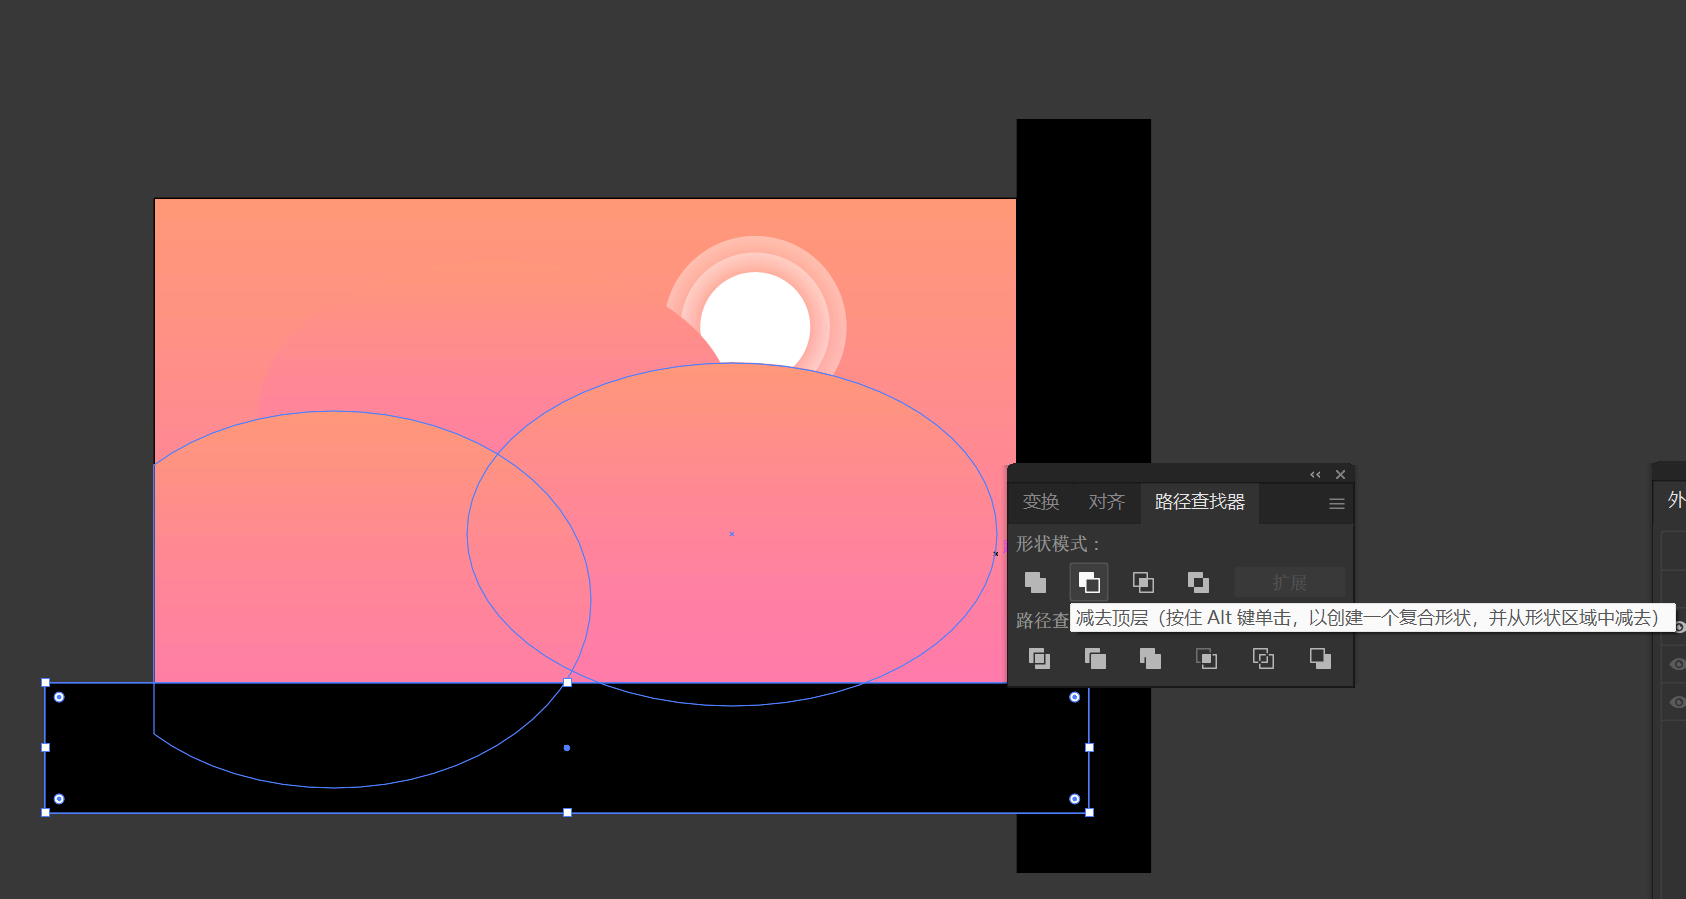 变换 对齐 路径查找器
外
形状模式：
扩展
路径查
减去顶层（按住 Alt 键单击，以创建一个复合形状，并从形状区域中减去）